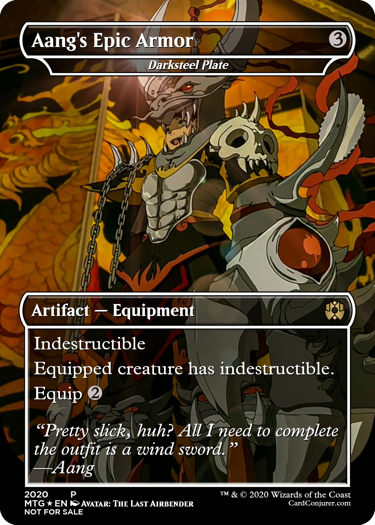 Aang's Epic Armor 3
Darksteel Plate
Artifact — Equipment
Indestructible
Equipped creature has indestructible.
Equip 2
“Pretty slick, huh? All I need to complete
the outfit is a wind sword.”
—Aang
2020 P
MTG ★ EN Avatar: The Last Airbender
NOT FOR SALE
™ & © 2020 Wizards of the Coast
CardConjurer.com